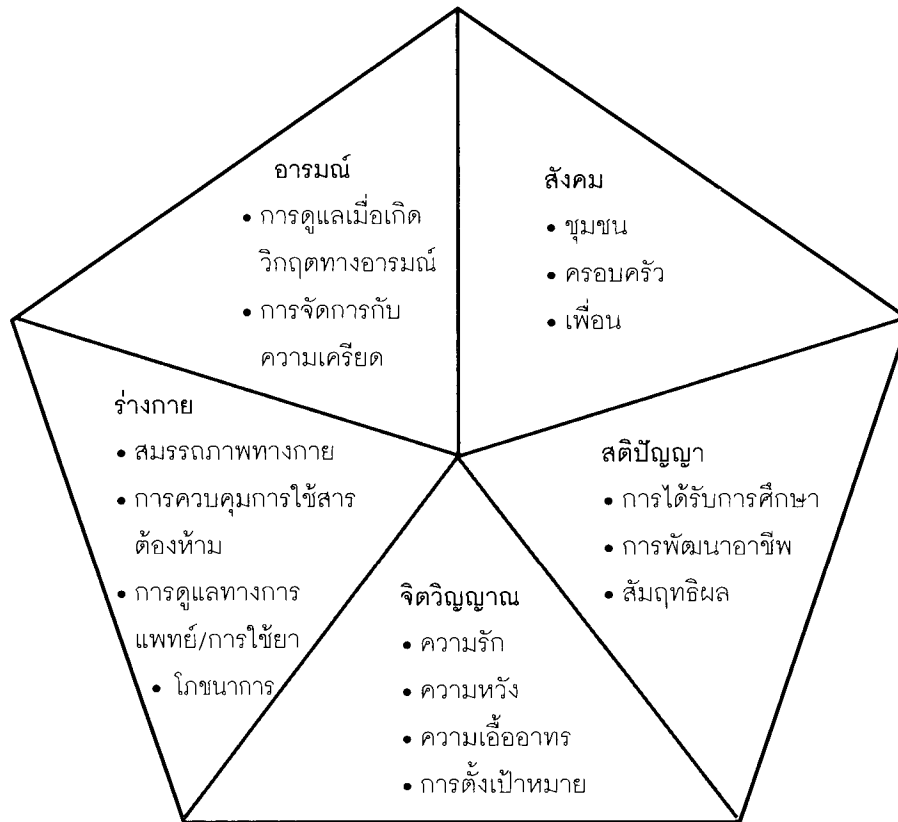 อารมณ์
• การดูแลเมื่อเกิด
วิกฤตทางอารมณ์
• การจัดการกับ
ความเครียด
สังคม
• ชุมชน
• ครอบครัว
• เพื่อน
ร่างกาย
• สมรรถภาพทางกาย
• การควบคุมการใช้สาร
ต้องห้าม
• การดูแลทางการ
แพทย์/การใช้ยา
• โภชนาการ
สติปัญญา
• การได้รับการศึกษา
• การพัฒนาอาชีพ
• สัมฤทธิผล
จิตวิญญาณ
• ความรัก
• ความหวัง
• ความเอื้ออาทร
• การตั้งเป้าหมาย